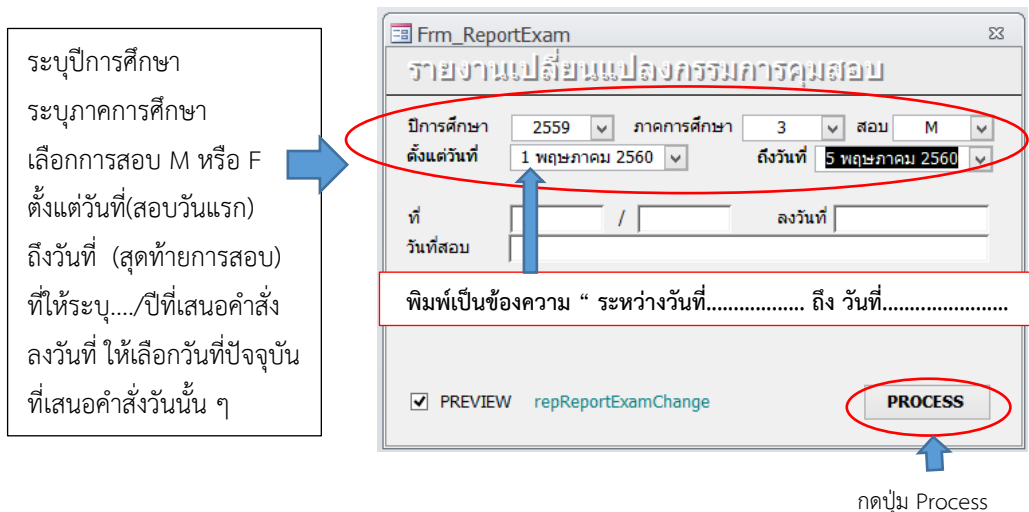 ระบุปีการศึกษา
ระบุภาคการศึกษา
เลือกการสอบ M หรือ F
ตั้งแต่วันที่(สอบวันแรก)
ถึงวันที่ (สุดท้ายการสอบ)
ที่ให้ระบุ..../ปีที่เสนอคำสั่ง
ลงวันที่ ให้เลือกวันที่ปัจจุบัน
ที่เสนอคำสั่งวันนั้น ๆ
Frm_ReportExam
รายงานเปลี่ยนแปลงกรรมการคุมสอบ
ปีการศึกษา 2559 ภาคการศึกษา 3 สอบ M
ตั้งแต่วันที่ 1 พฤษภาคม 2560 ถึงวันที่ 5 พฤษภาคม 2560
ที่ / ลงวันที่
วันที่สอบ
พิมพ์เป็นข้องความ “ ระหว่างวันที่.................. ถึง วันที่.......................
PREVIEW repReportExamChange PROCESS
กดปุ่ม Process